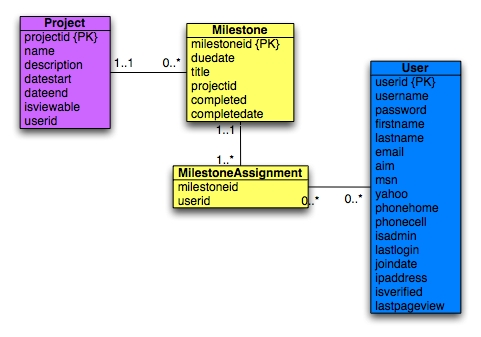 Project
projectid {PK}
name
description
datestart
dateend
isviewable
userid
1..1
0..*
Milestone
milestoneid {PK}
duedate
title
projectid
completed
completedate
1..1
1..*
MilestoneAssignment
milestoneid
userid
0..*
0..*
User
userid {PK}
username
password
firstname
lastname
email
aim
msn
yahoo
phonehome
phonecell
isadmin
lastlogin
joindate
ipaddress
isverified
lastpageview